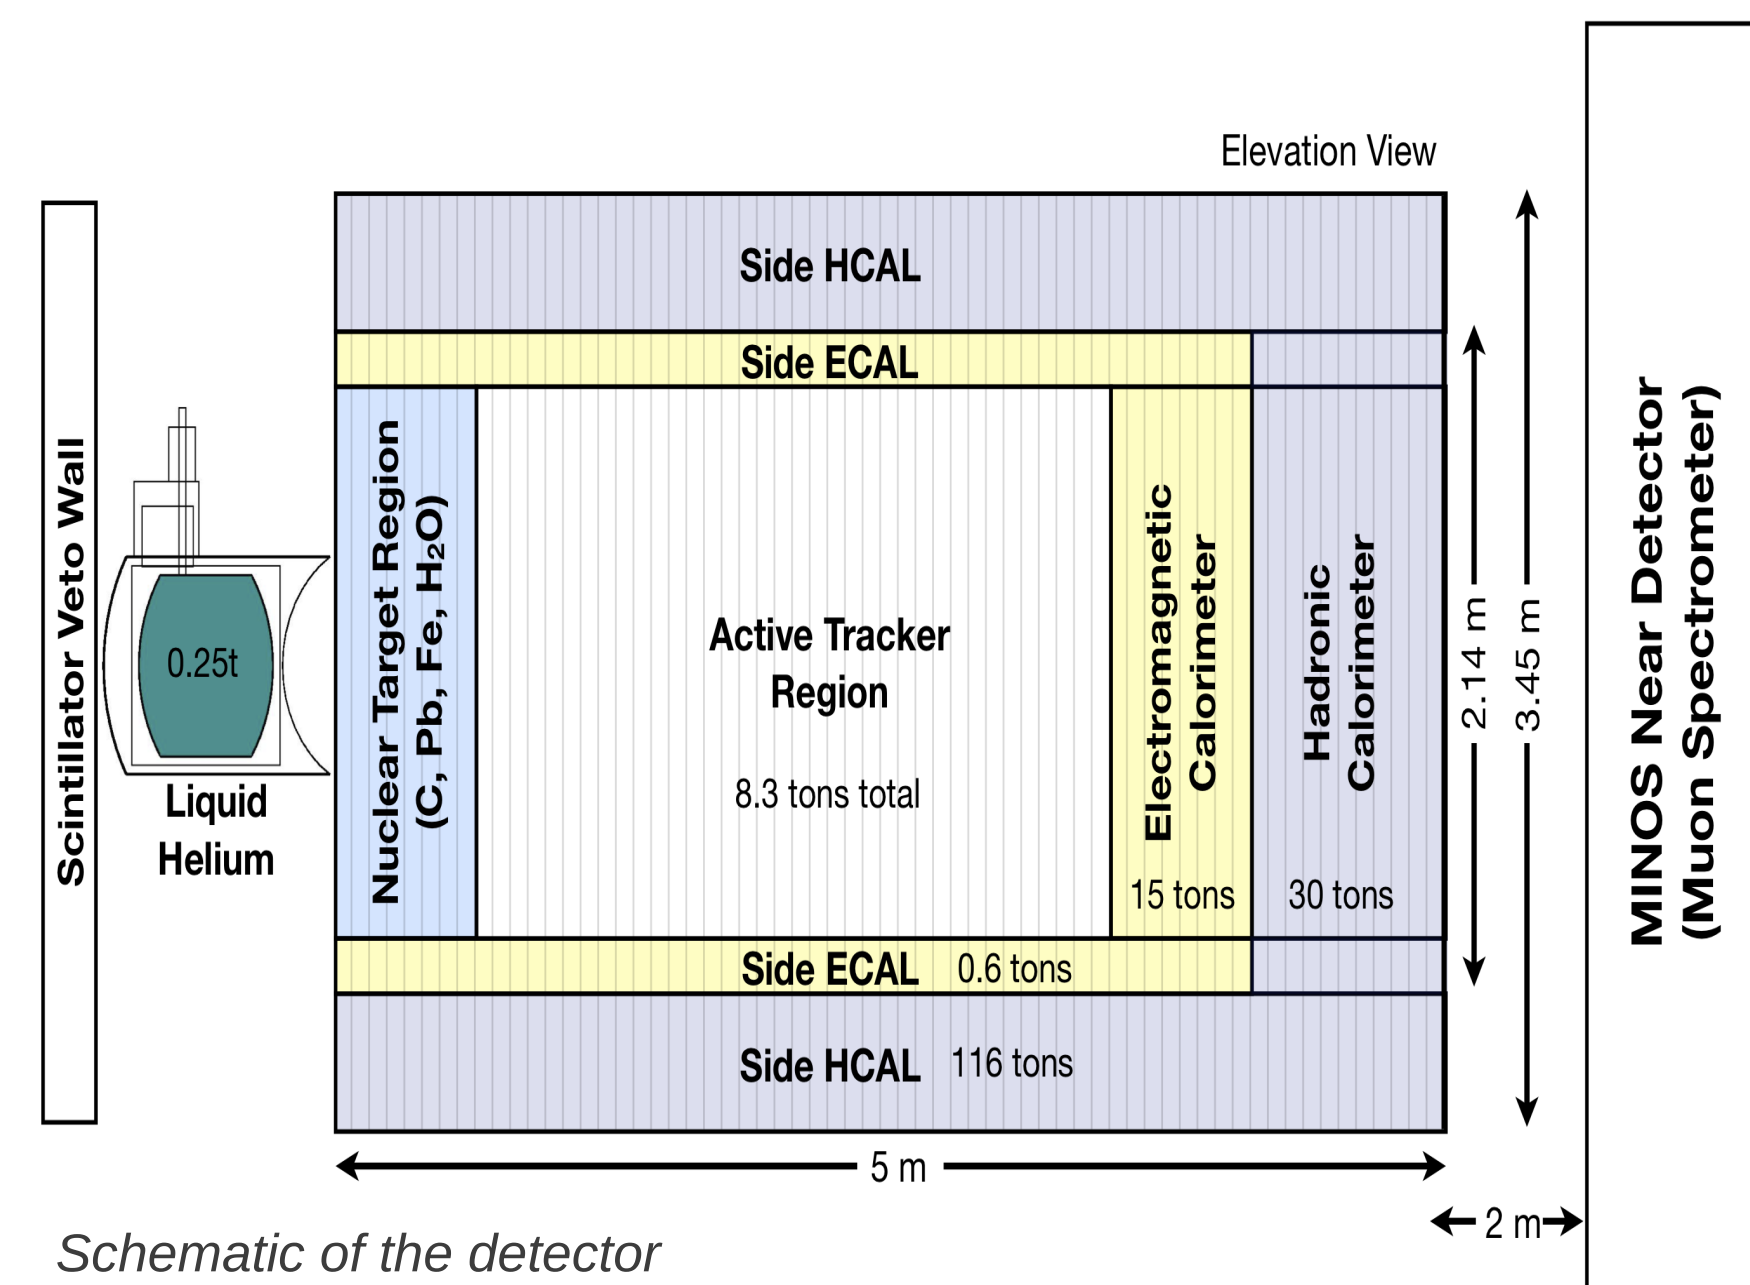 Elevation View
Side HCAL
Side ECAL
Scintillator Veto Wall
0.25t
Liquid
Helium
Nuclear Target Region
(C, Pb, Fe, H₂O)
Active Tracker
Region
8.3 tons total
Electromagnetic
Calorimeter
15 tons
Hadronic
Calorimeter
30 tons
2.14 m
3.45 m
MINOS Near Detector
(Muon Spectrometer)
Side ECAL 0.6 tons
Side HCAL 116 tons
5 m
2 m
Schematic of the detector